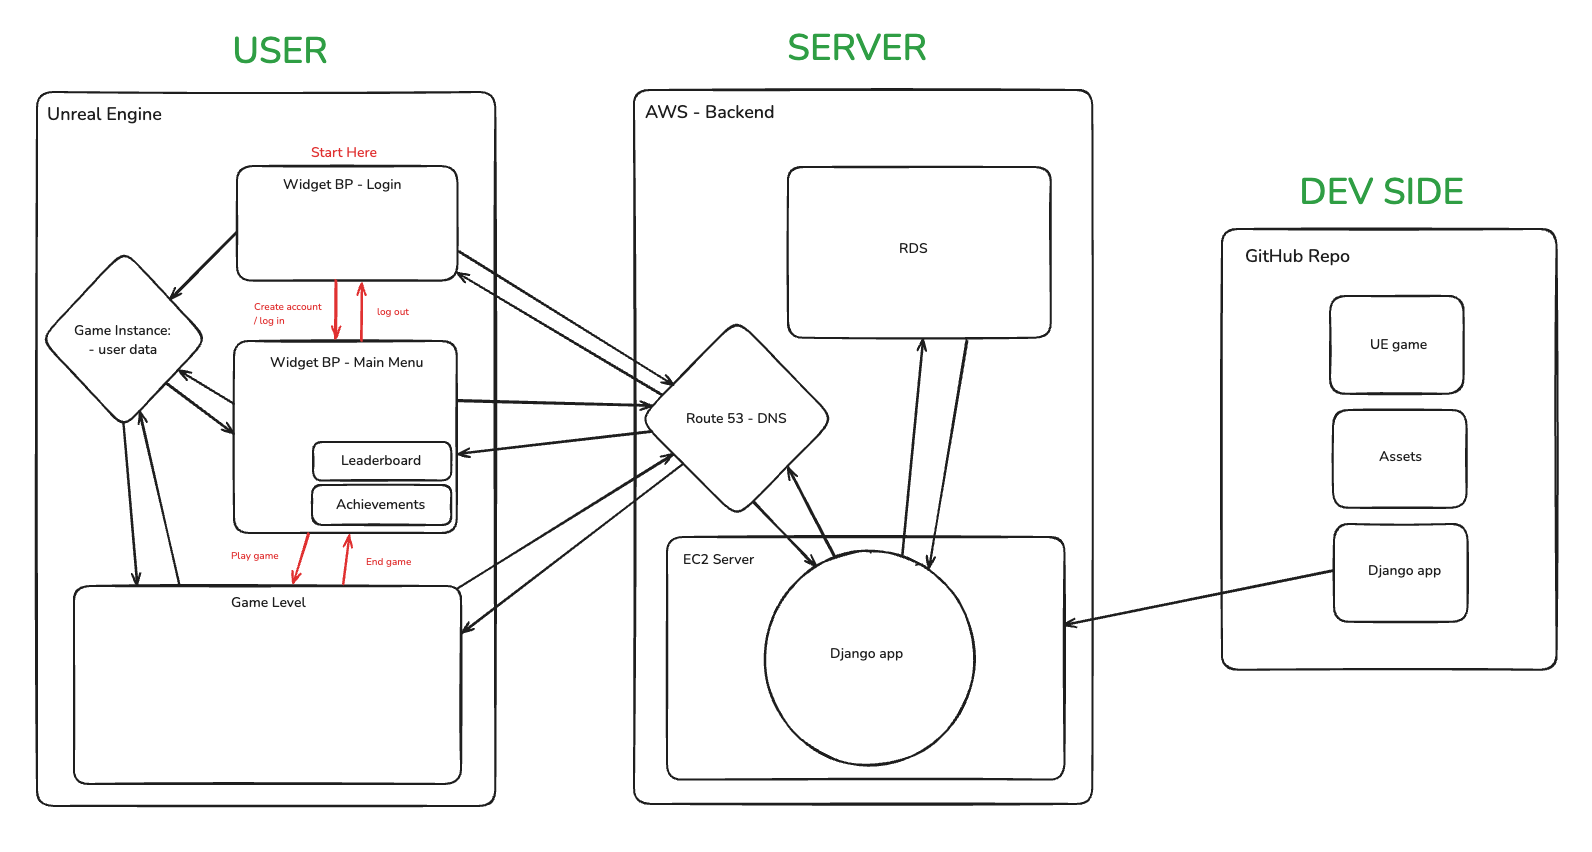 USER
Unreal Engine
Start Here
Widget BP - Login
Create account
/ log in
log out
Game Instance:
- user data
Widget BP - Main Menu
Leaderboard
Achievements
Play game
End game
Game Level
SERVER
AWS - Backend
RDS
Route 53 - DNS
EC2 Server
Django app
DEV SIDE
GitHub Repo
UE game
Assets
Django app